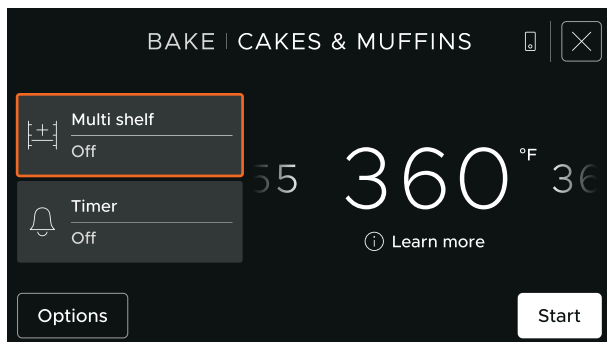 BAKE | CAKES & MUFFINS
Multi shelf
Off
360 °F
Learn more
Timer
Off
Options
Start